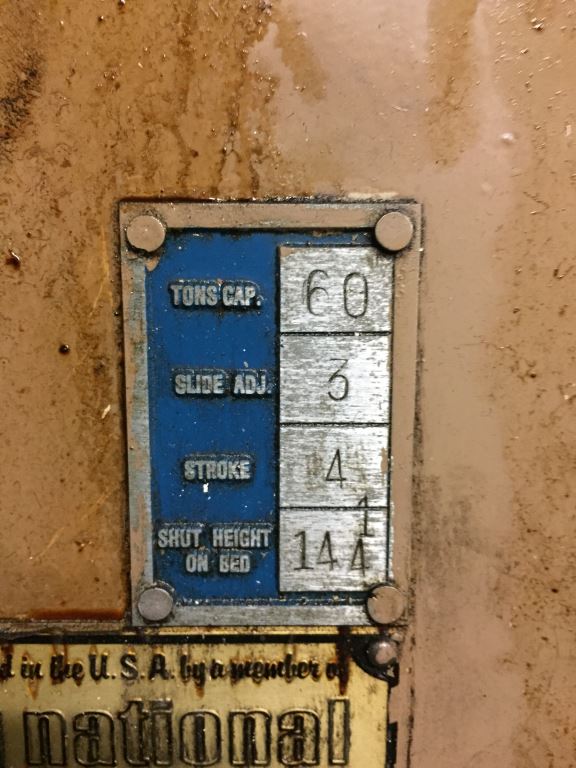 TONS CAP. 60
SLIDE ADJ. 3
STROKE 4
SHUT HEIGHT ON BED 14 1/4
in the U.S.A. by a member of
national